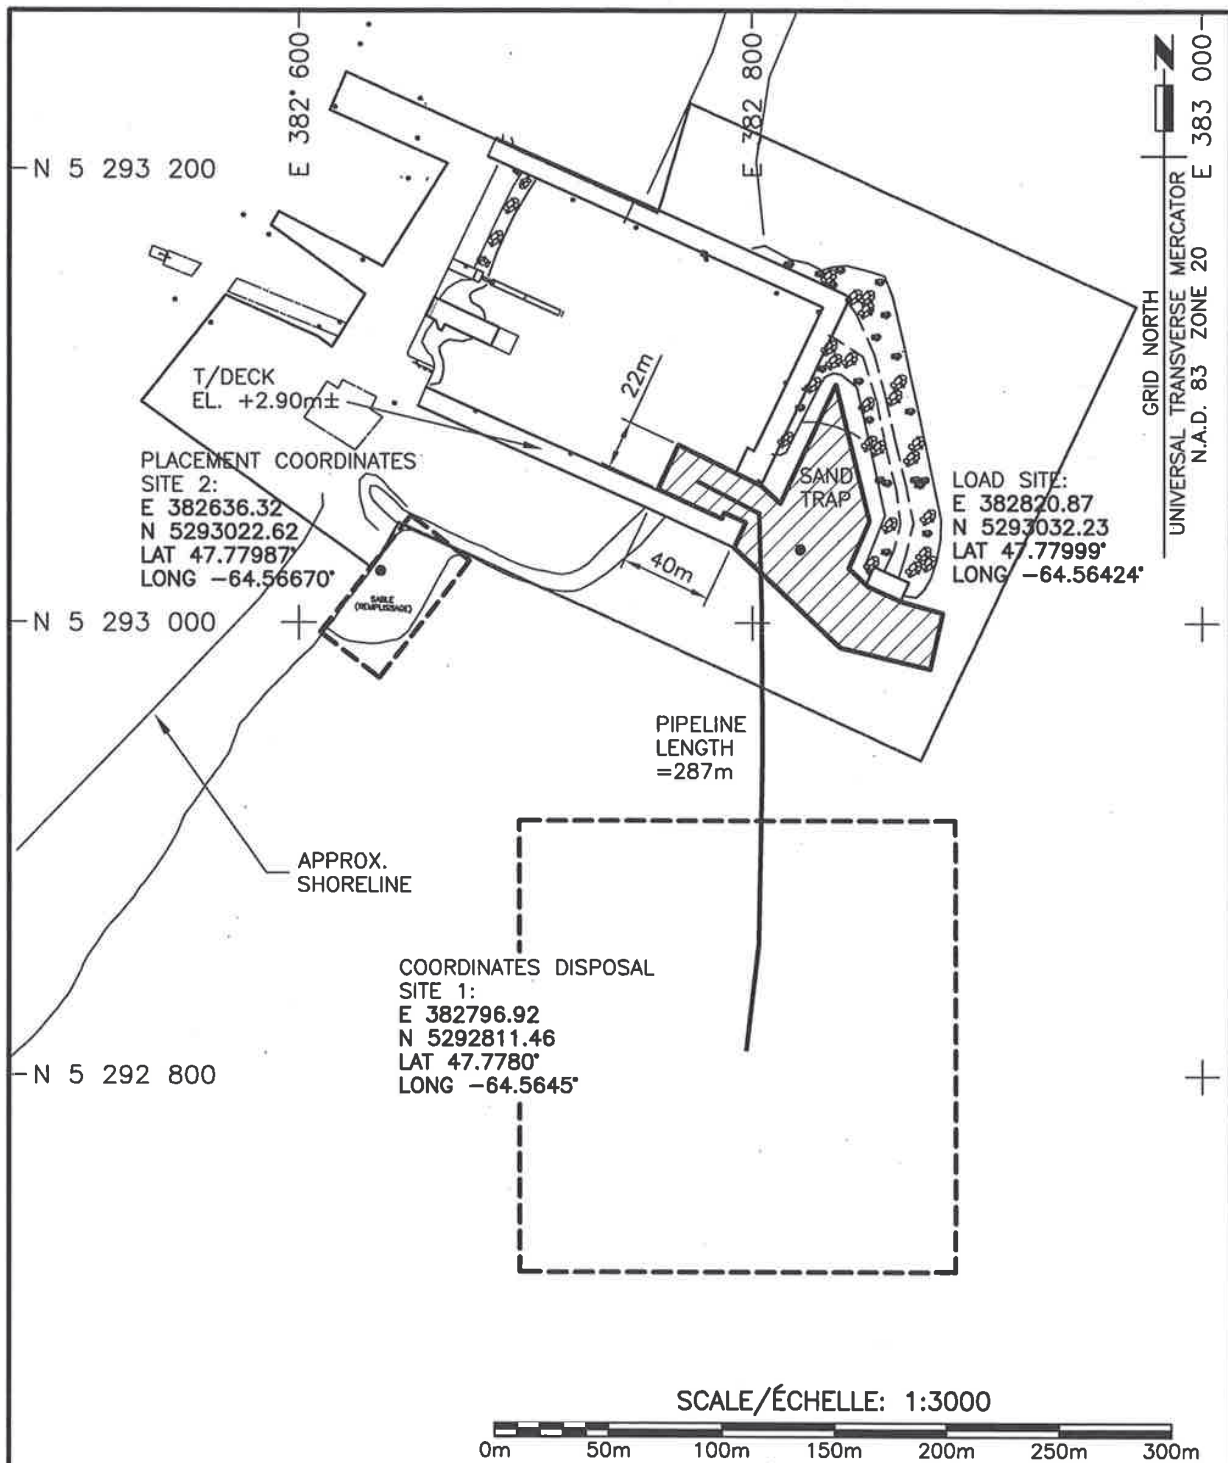 E 382 600
E 382 800
E 383 000
N
N 5 293 200
GRID NORTH
UNIVERSAL TRANSVERSE MERCATOR
N.A.D. 83 ZONE 20
T/DECK
EL. +2.90m±
22m
PLACEMENT COORDINATES
SITE 2:
E 382636.32
N 5293022.62
LAT 47.77987°
LONG -64.56670°
SAND
TRAP
LOAD SITE:
E 382820.87
N 5293032.23
LAT 47.77999°
LONG -64.56424°
40m
SABLE
(REMPLISSAGE)
N 5 293 000
PIPELINE
LENGTH
=287m
APPROX.
SHORELINE
COORDINATES DISPOSAL
SITE 1:
E 382796.92
N 5292811.46
LAT 47.7780°
LONG -64.5645°
N 5 292 800
SCALE/ÉCHELLE: 1:3000
0m 50m 100m 150m 200m 250m 300m